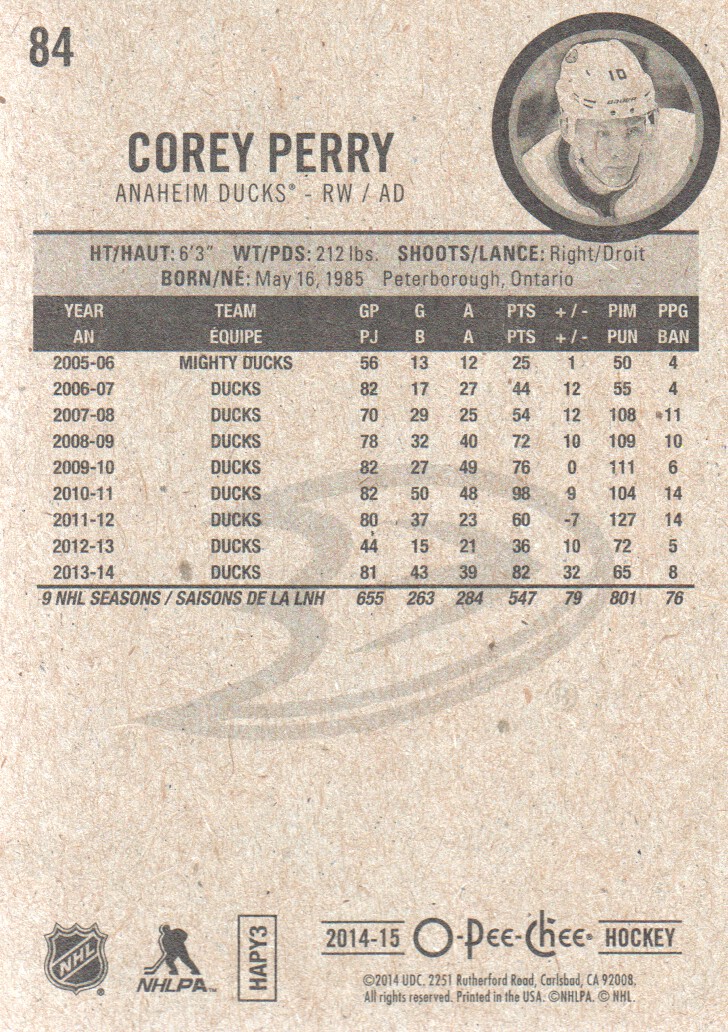 84
10
BAUER
COREY PERRY
ANAHEIM DUCKS® - RW / AD
HT/HAUT: 6'3" WT/PDS: 212 lbs. SHOOTS/LANCE: Right/Droit
BORN/NÉ: May 16, 1985 Peterborough, Ontario
YEAR TEAM GP G A PTS + / - PIM PPG
AN ÉQUIPE PJ B A PTS + / - PUN BAN
2005-06 MIGHTY DUCKS 56 13 12 25 1 50 4
2006-07 DUCKS 82 17 27 44 12 55 4
2007-08 DUCKS 70 29 25 54 12 108 11
2008-09 DUCKS 78 32 40 72 10 109 10
2009-10 DUCKS 82 27 49 76 0 111 6
2010-11 DUCKS 82 50 48 98 9 104 14
2011-12 DUCKS 80 37 23 60 -7 127 14
2012-13 DUCKS 44 15 21 36 10 72 5
2013-14 DUCKS 81 43 39 82 32 65 8
9 NHL SEASONS / SAISONS DE LA LNH 655 263 284 547 79 801 76
®
NHL ®
NHLPA™
HAPY3
2014-15 O-Pee-Chee® HOCKEY
©2014 UDC. 2251 Rutherford Road, Carlsbad, CA 92008.
All rights reserved. Printed in the USA. ©NHLPA. © NHL.